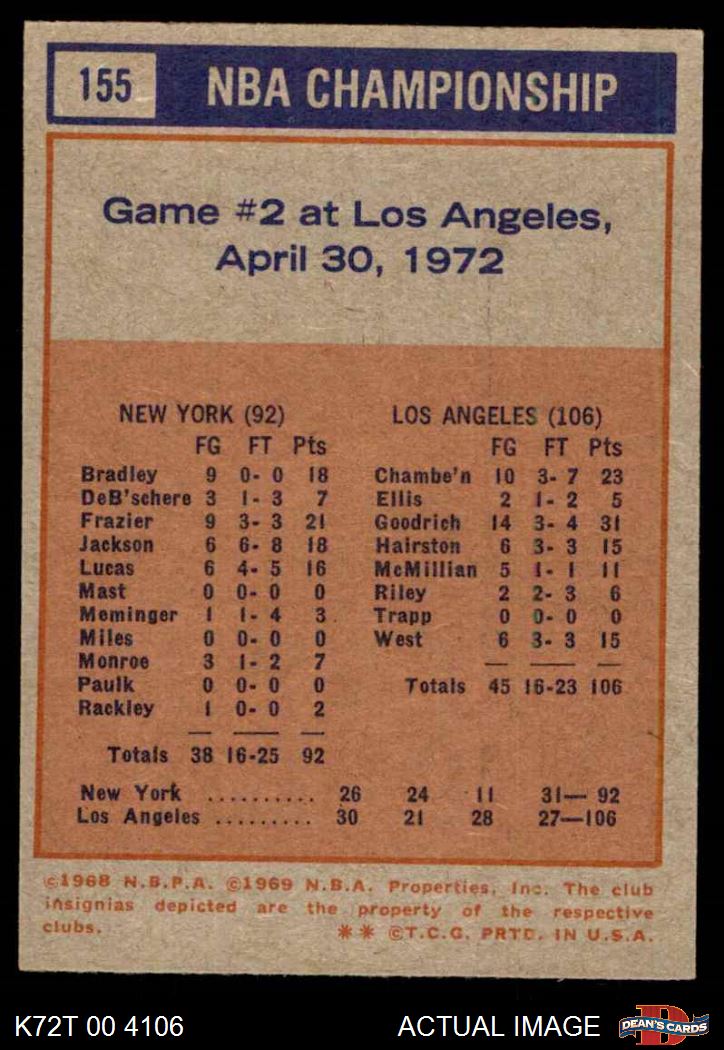 155 NBA CHAMPIONSHIP
Game #2 at Los Angeles,
April 30, 1972
NEW YORK (92)
FG FT Pts
Bradley 9 0- 0 18
DeB'schere 3 1- 3 7
Frazier 9 3- 3 21
Jackson 6 6- 8 18
Lucas 6 4- 5 16
Mast 0 0- 0 0
Meminger 1 1- 4 3
Miles 0 0- 0 0
Monroe 3 1- 2 7
Paulk 0 0- 0 0
Rackley 1 0- 0 2
Totals 38 16-25 92
LOS ANGELES (106)
FG FT Pts
Chambe'n 10 3- 7 23
Ellis 2 1- 2 5
Goodrich 14 3- 4 31
Hairston 6 3- 3 15
McMillian 5 1- 1 11
Riley 2 2- 3 6
Trapp 0 0- 0 0
West 6 3- 3 15
Totals 45 16-23 106
New York .......... 26 24 11 31— 92
Los Angeles ......... 30 21 28 27—106
©1968 N.B.P.A. ©1969 N.B.A. Properties, Inc. The club
insignias depicted are the property of the respective
clubs. ** ©T.C.G. PRTD. IN U.S.A.
K72T 00 4106 ACTUAL IMAGE D DEAN'S CARDS